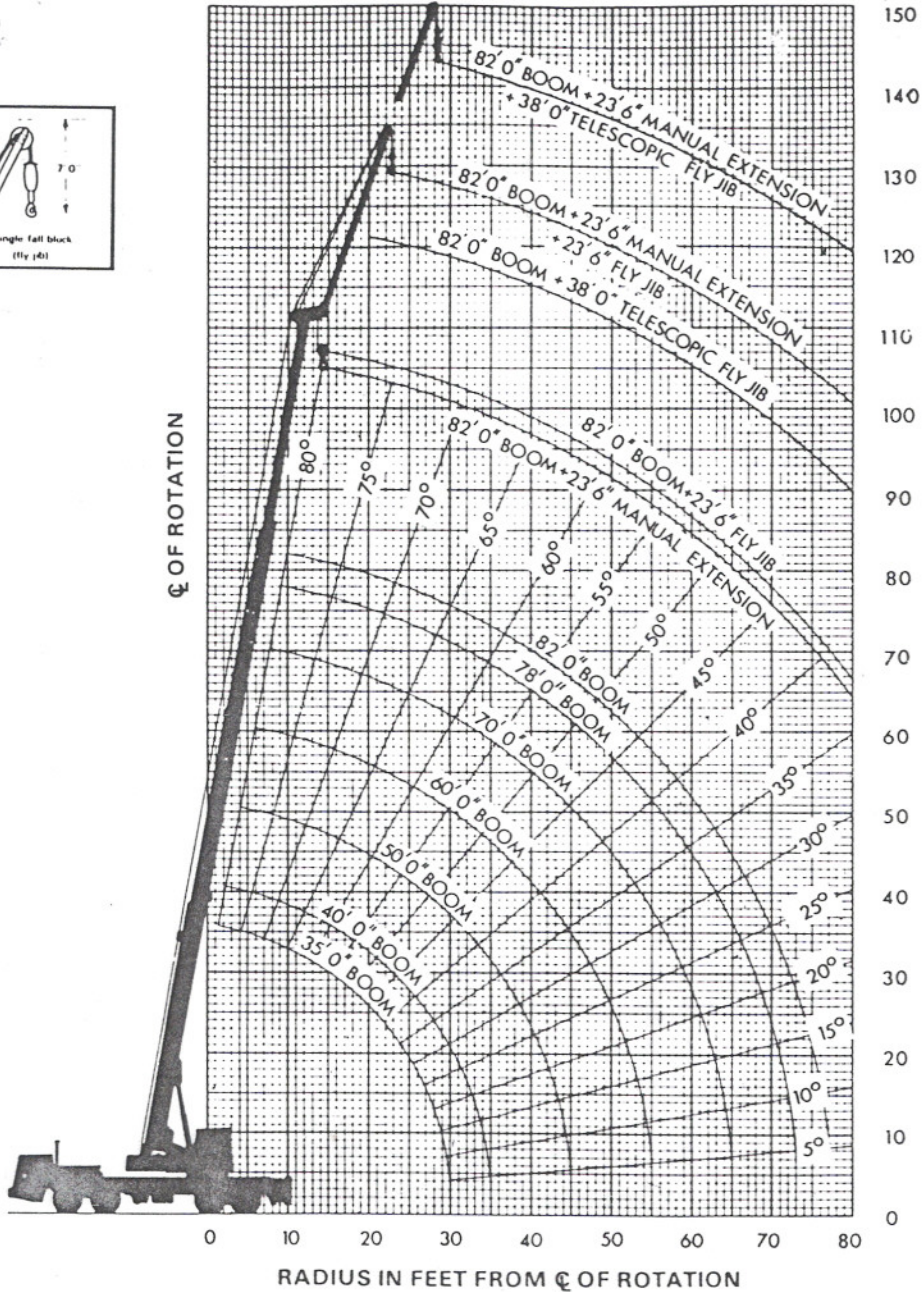 7'0"
single fall block
(fly jib)
℄ OF ROTATION
82'0" BOOM + 23'6" MANUAL EXTENSION
+ 38'0" TELESCOPIC FLY JIB
82'0" BOOM + 23'6" MANUAL EXTENSION
+ 23'6" FLY JIB
82'0" BOOM + 38'0" TELESCOPIC FLY JIB
82'0" BOOM + 23'6" FLY JIB
82'0" BOOM + 23'6" MANUAL EXTENSION
80°
75°
70°
65°
60°
55°
50°
45°
40°
35°
30°
25°
20°
15°
10°
5°
82'0" BOOM
78'0" BOOM
70'0" BOOM
60'0" BOOM
50'0" BOOM
40'0" BOOM
35'0" BOOM
150
140
130
120
110
100
90
80
70
60
50
40
30
20
10
0
0 10 20 30 40 50 60 70 80
RADIUS IN FEET FROM ℄ OF ROTATION